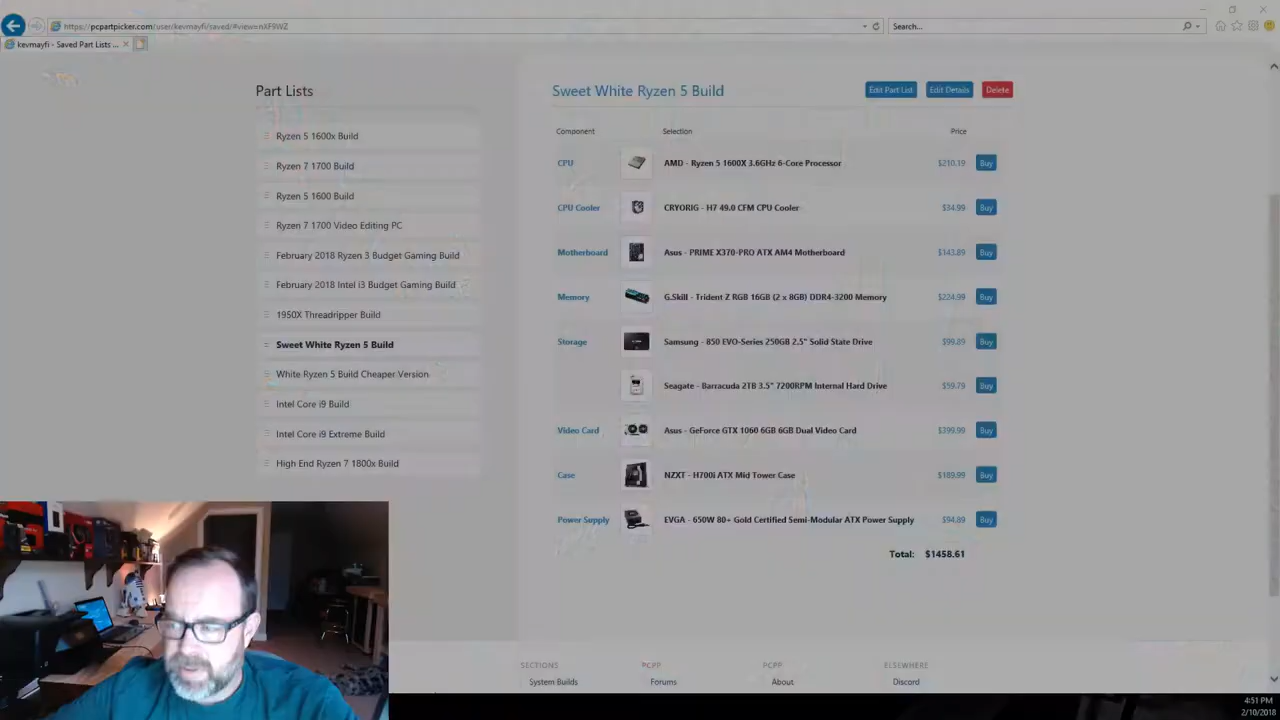 https://pcpartpicker.com/user/kevmayfi/saved/#view=nXF9WZ
Search...
kevmayfi - Saved Part Lists ...
Part Lists
Ryzen 5 1600x Build
Ryzen 7 1700 Build
Ryzen 5 1600 Build
Ryzen 7 1700 Video Editing PC
February 2018 Ryzen 3 Budget Gaming Build
February 2018 Intel i3 Budget Gaming Build
1950X Threadripper Build
Sweet White Ryzen 5 Build
White Ryzen 5 Build Cheaper Version
Intel Core i9 Build
Intel Core i9 Extreme Build
High End Ryzen 7 1800x Build
Sweet White Ryzen 5 Build
Edit Part List Edit Details Delete
Component Selection Price
CPU AMD - Ryzen 5 1600X 3.6GHz 6-Core Processor $210.19 Buy
CPU Cooler CRYORIG - H7 49.0 CFM CPU Cooler $34.99 Buy
Motherboard Asus - PRIME X370-PRO ATX AM4 Motherboard $143.89 Buy
Memory G.Skill - Trident Z RGB 16GB (2 x 8GB) DDR4-3200 Memory $224.99 Buy
Storage Samsung - 850 EVO-Series 250GB 2.5" Solid State Drive $99.89 Buy
Seagate - Barracuda 2TB 3.5" 7200RPM Internal Hard Drive $59.79 Buy
Video Card Asus - GeForce GTX 1060 6GB 6GB Dual Video Card $399.99 Buy
Case NZXT - H700i ATX Mid Tower Case $189.99 Buy
Power Supply EVGA - 650W 80+ Gold Certified Semi-Modular ATX Power Supply $94.89 Buy
Total: $1458.61
SECTIONS PCPP PCPP ELSEWHERE
System Builds Forums About Discord
4:51 PM
2/10/2018